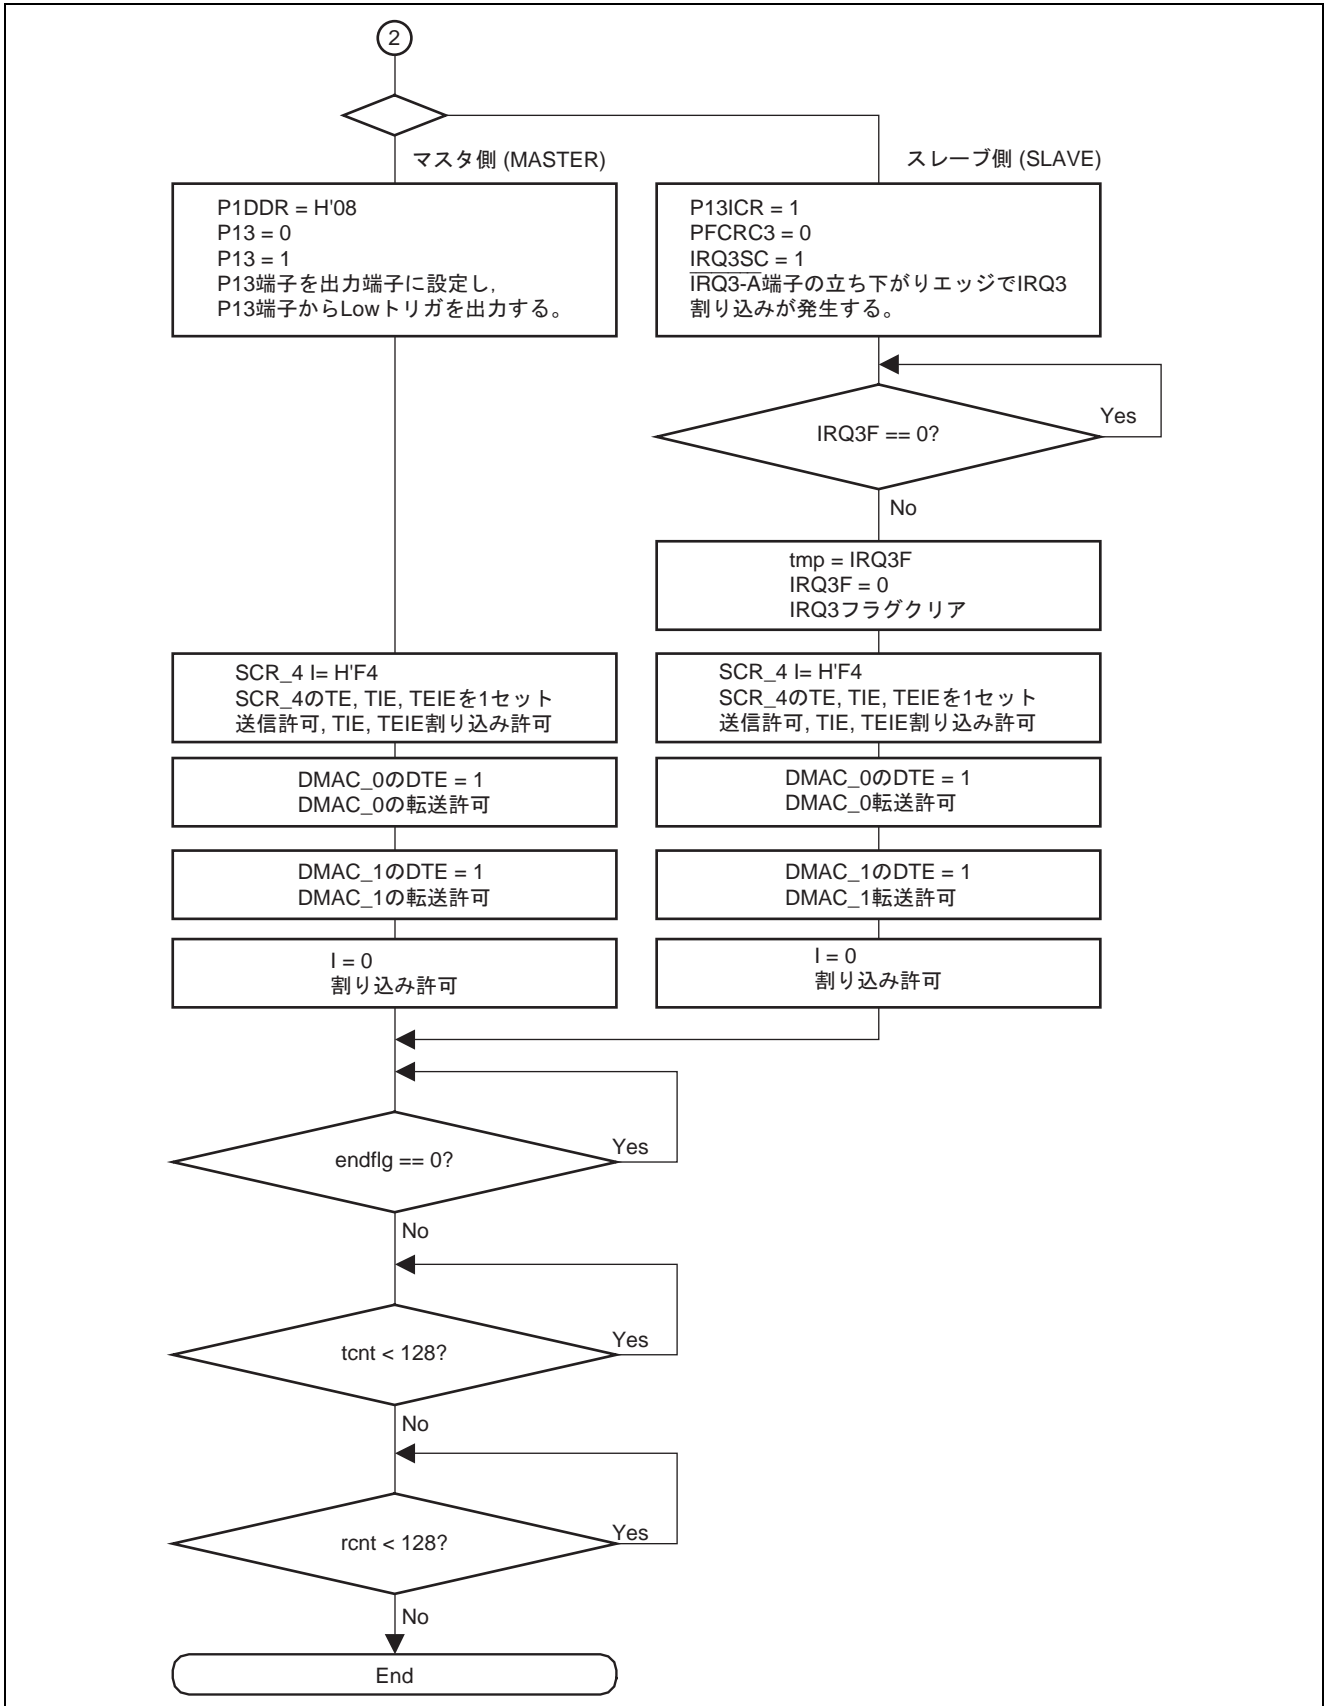 2
マスタ側 (MASTER)
P1DDR = H'08
P13 = 0
P13 = 1
P13端子を出力端子に設定し,
P13端子からLowトリガを出力する。
スレーブ側 (SLAVE)
P13ICR = 1
PFCRC3 = 0
IRQ3SC = 1
IRQ3-A端子の立ち下がりエッジでIRQ3
割り込みが発生する。
IRQ3F == 0?
Yes
No
tmp = IRQ3F
IRQ3F = 0
IRQ3フラグクリア
SCR_4 I= H'F4
SCR_4のTE, TIE, TEIEを1セット
送信許可, TIE, TEIE割り込み許可
SCR_4 I= H'F4
SCR_4のTE, TIE, TEIEを1セット
送信許可, TIE, TEIE割り込み許可
DMAC_0のDTE = 1
DMAC_0の転送許可
DMAC_0のDTE = 1
DMAC_0転送許可
DMAC_1のDTE = 1
DMAC_1の転送許可
DMAC_1のDTE = 1
DMAC_1転送許可
I = 0
割り込み許可
I = 0
割り込み許可
endflg == 0?
Yes
No
tcnt < 128?
Yes
No
rcnt < 128?
Yes
No
End